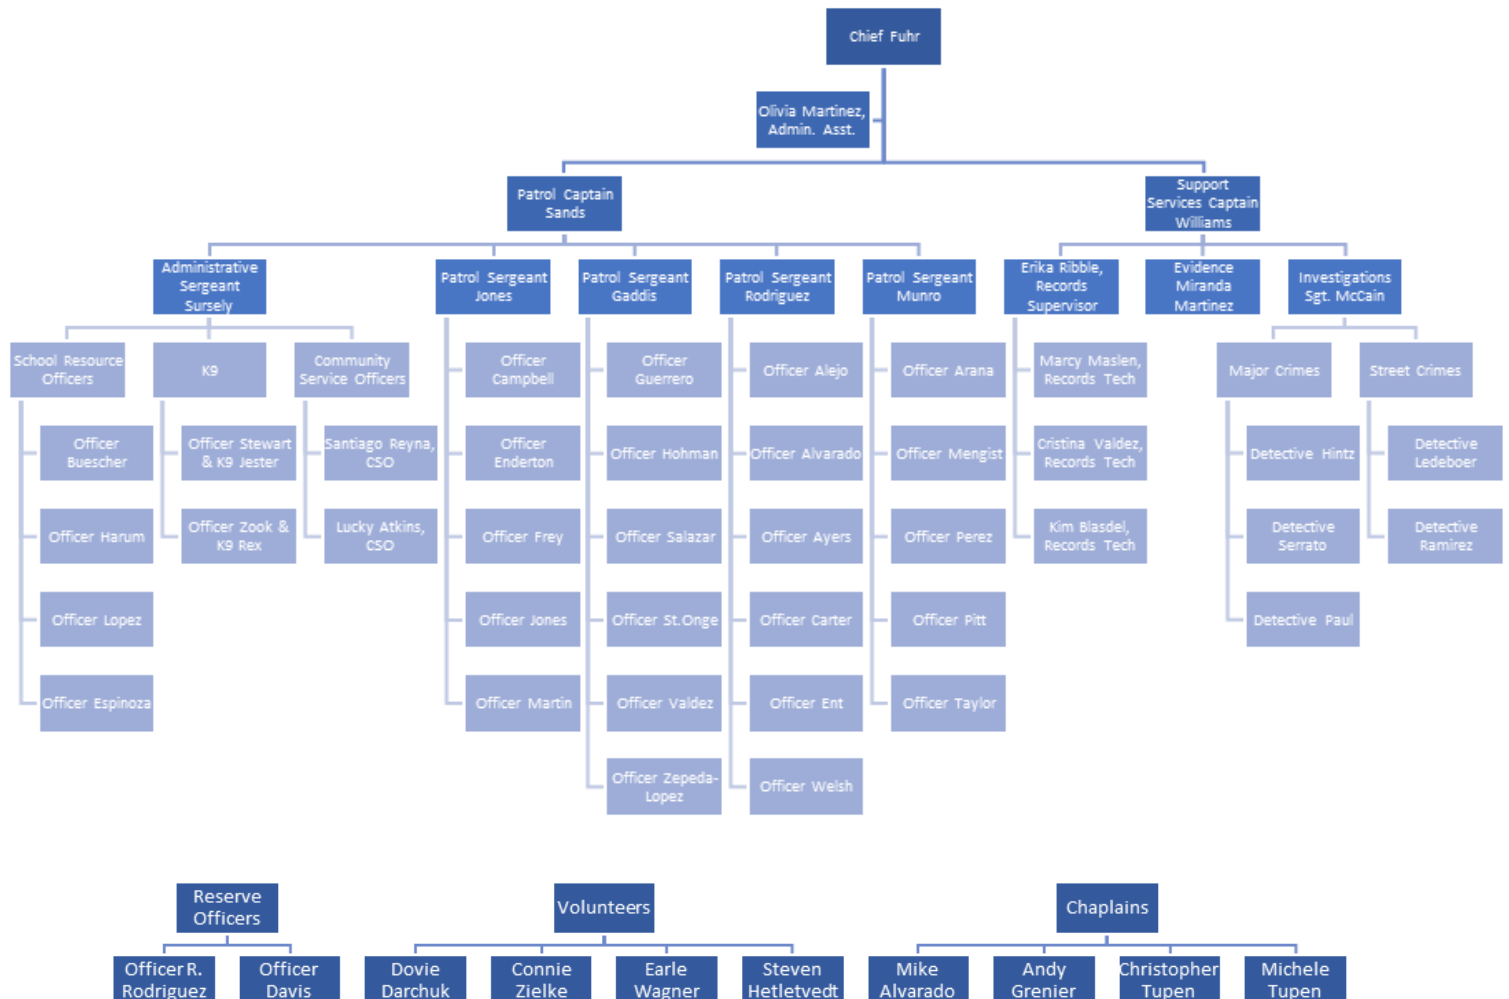 Chief Fuhr
Olivia Martinez,
Admin. Asst.
Patrol Captain
Sands
Support
Services Captain
Williams
Administrative
Sergeant
Sursely
Patrol Sergeant
Jones
Patrol Sergeant
Gaddis
Patrol Sergeant
Rodriguez
Patrol Sergeant
Munro
Erika Ribble,
Records
Supervisor
Evidence
Miranda
Martinez
Investigations
Sgt. McCain
School Resource
Officers
K9
Community
Service Officers
Officer
Campbell
Officer
Guerrero
Officer Alejo
Officer Arana
Marcy Maslen,
Records Tech
Major Crimes
Street Crimes
Officer
Buescher
Officer Stewart
& K9 Jester
Santiago Reyna,
CSO
Officer
Enderton
Officer Hohman
Officer Alvarado
Officer Mengist
Cristina Valdez,
Records Tech
Detective Hintz
Detective
Ledeboer
Officer Harum
Officer Zook &
K9 Rex
Lucky Atkins,
CSO
Officer Frey
Officer Salazar
Officer Ayers
Officer Perez
Kim Blasdel,
Records Tech
Detective
Serrato
Detective
Ramirez
Officer Lopez
Officer Jones
Officer St.Onge
Officer Carter
Officer Pitt
Detective Paul
Officer Espinoza
Officer Martin
Officer Valdez
Officer Ent
Officer Taylor
Officer Zepeda-
Lopez
Officer Welsh
Reserve
Officers
Volunteers
Chaplains
Officer R.
Rodriguez
Officer
Davis
Dovie
Darchuk
Connie
Zielke
Earle
Wagner
Steven
Hetletvedt
Mike
Alvarado
Andy
Grenier
Christopher
Tupen
Michele
Tupen